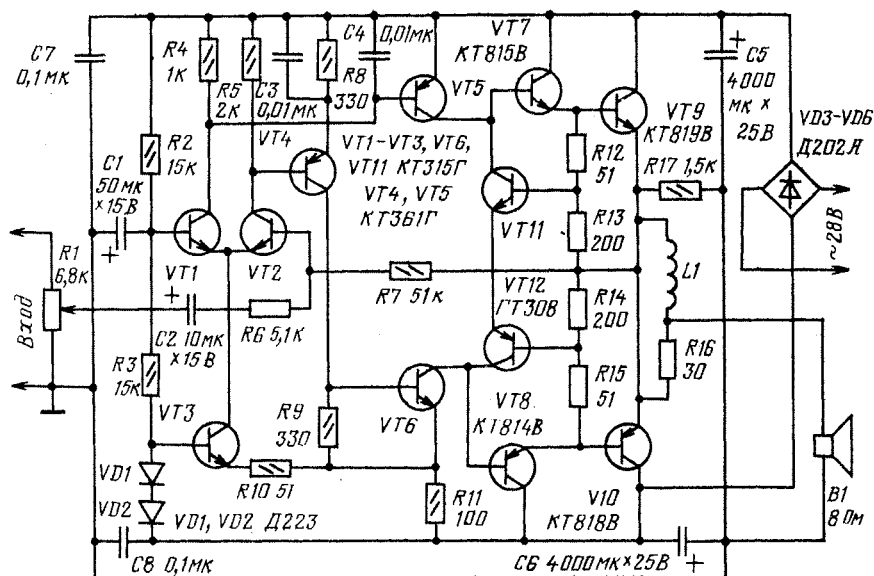 C7
0,1мк
R4
1к
R5
2к
C3
0,01мк
C4
0,01мк
R8
330
VT7
КТ815В
VT5
C5
4000
мк ×
25В
VT9
КТ819В
VD3-VD6
Д202А
R2
15к
C1
50мк
×15В
VT4
VT1-VT3, VT6,
VT11 КТ315Г
VT4, VT5
КТ361Г
R12
51
R17 1,5к
R13
200
VT11
~28В
R1
6,8к
Вход
VT1
VT2
R7 51к
L1
VT12
ГТ308
R14
200
C2 10мк
×15В
R6 5,1к
R16
30
R3
15к
R15
51
VT3
R9
330
VT6
VT8
КТ814В
VD1
VD2
R10 51
R11
100
V10
КТ818В
B1
8 Ом
VD1, VD2 Д223
C8 0,1мк
C6 4000мк×25В